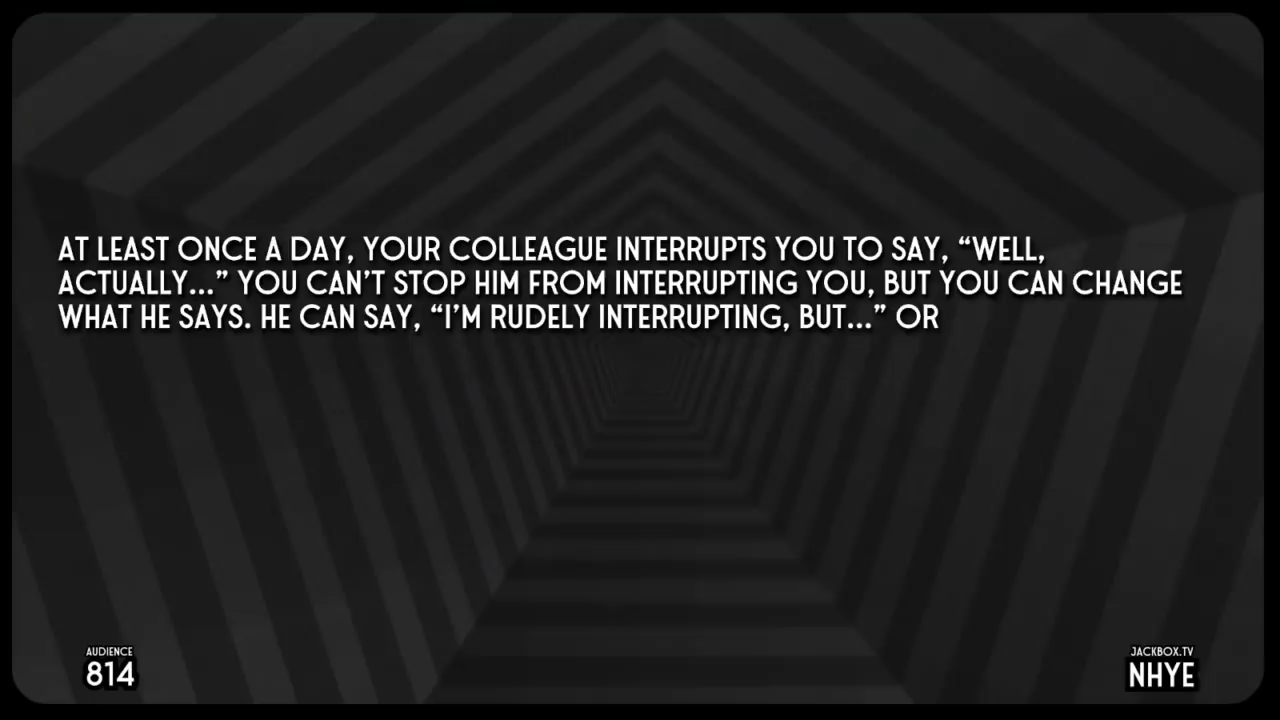 AT LEAST ONCE A DAY, YOUR COLLEAGUE INTERRUPTS YOU TO SAY, “WELL,
ACTUALLY...” YOU CAN’T STOP HIM FROM INTERRUPTING YOU, BUT YOU CAN CHANGE
WHAT HE SAYS. HE CAN SAY, “I’M RUDELY INTERRUPTING, BUT...” OR
AUDIENCE
814
JACKBOX.TV
NHYE